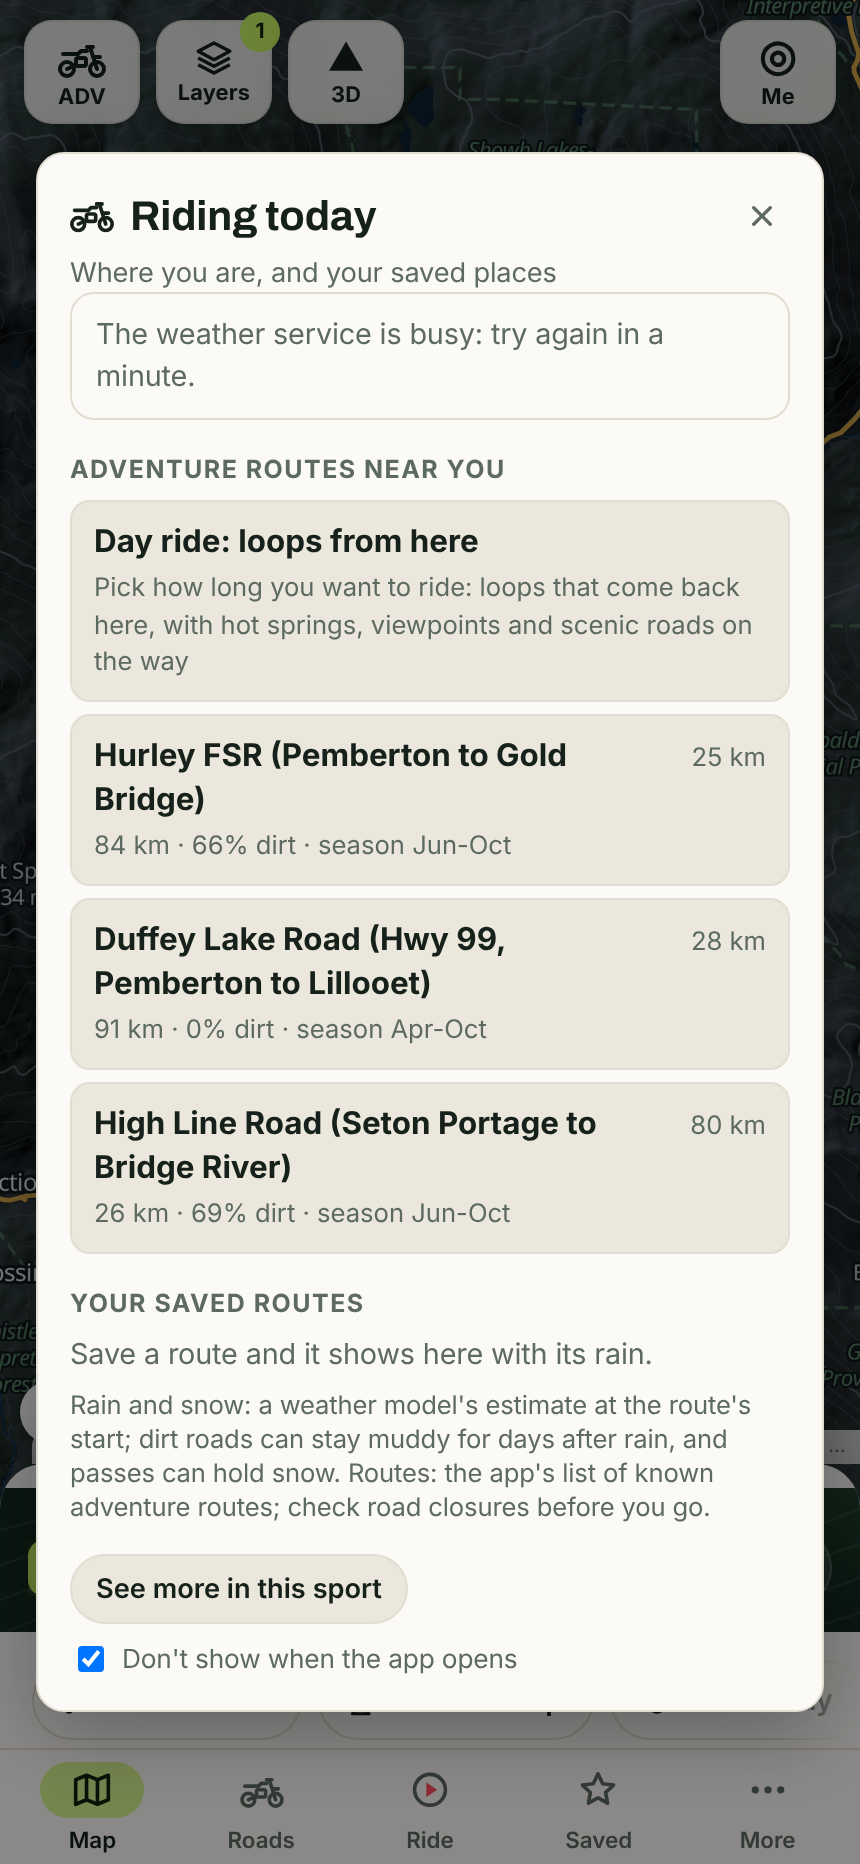 Interpretive
ADV
Layers
1
3D
Me
Showh Lakes
Riding today
Where you are, and your saved places
The weather service is busy: try again in a
minute.
ADVENTURE ROUTES NEAR YOU
Day ride: loops from here
Pick how long you want to ride: loops that come back
here, with hot springs, viewpoints and scenic roads on
the way
Hurley FSR (Pemberton to Gold
Bridge)
25 km
84 km · 66% dirt · season Jun-Oct
Duffey Lake Road (Hwy 99,
Pemberton to Lillooet)
28 km
91 km · 0% dirt · season Apr-Oct
High Line Road (Seton Portage to
Bridge River)
80 km
26 km · 69% dirt · season Jun-Oct
YOUR SAVED ROUTES
Save a route and it shows here with its rain.
Rain and snow: a weather model's estimate at the route's
start; dirt roads can stay muddy for days after rain, and
passes can hold snow. Routes: the app's list of known
adventure routes; check road closures before you go.
See more in this sport
Don't show when the app opens
Map
Roads
Ride
Saved
More